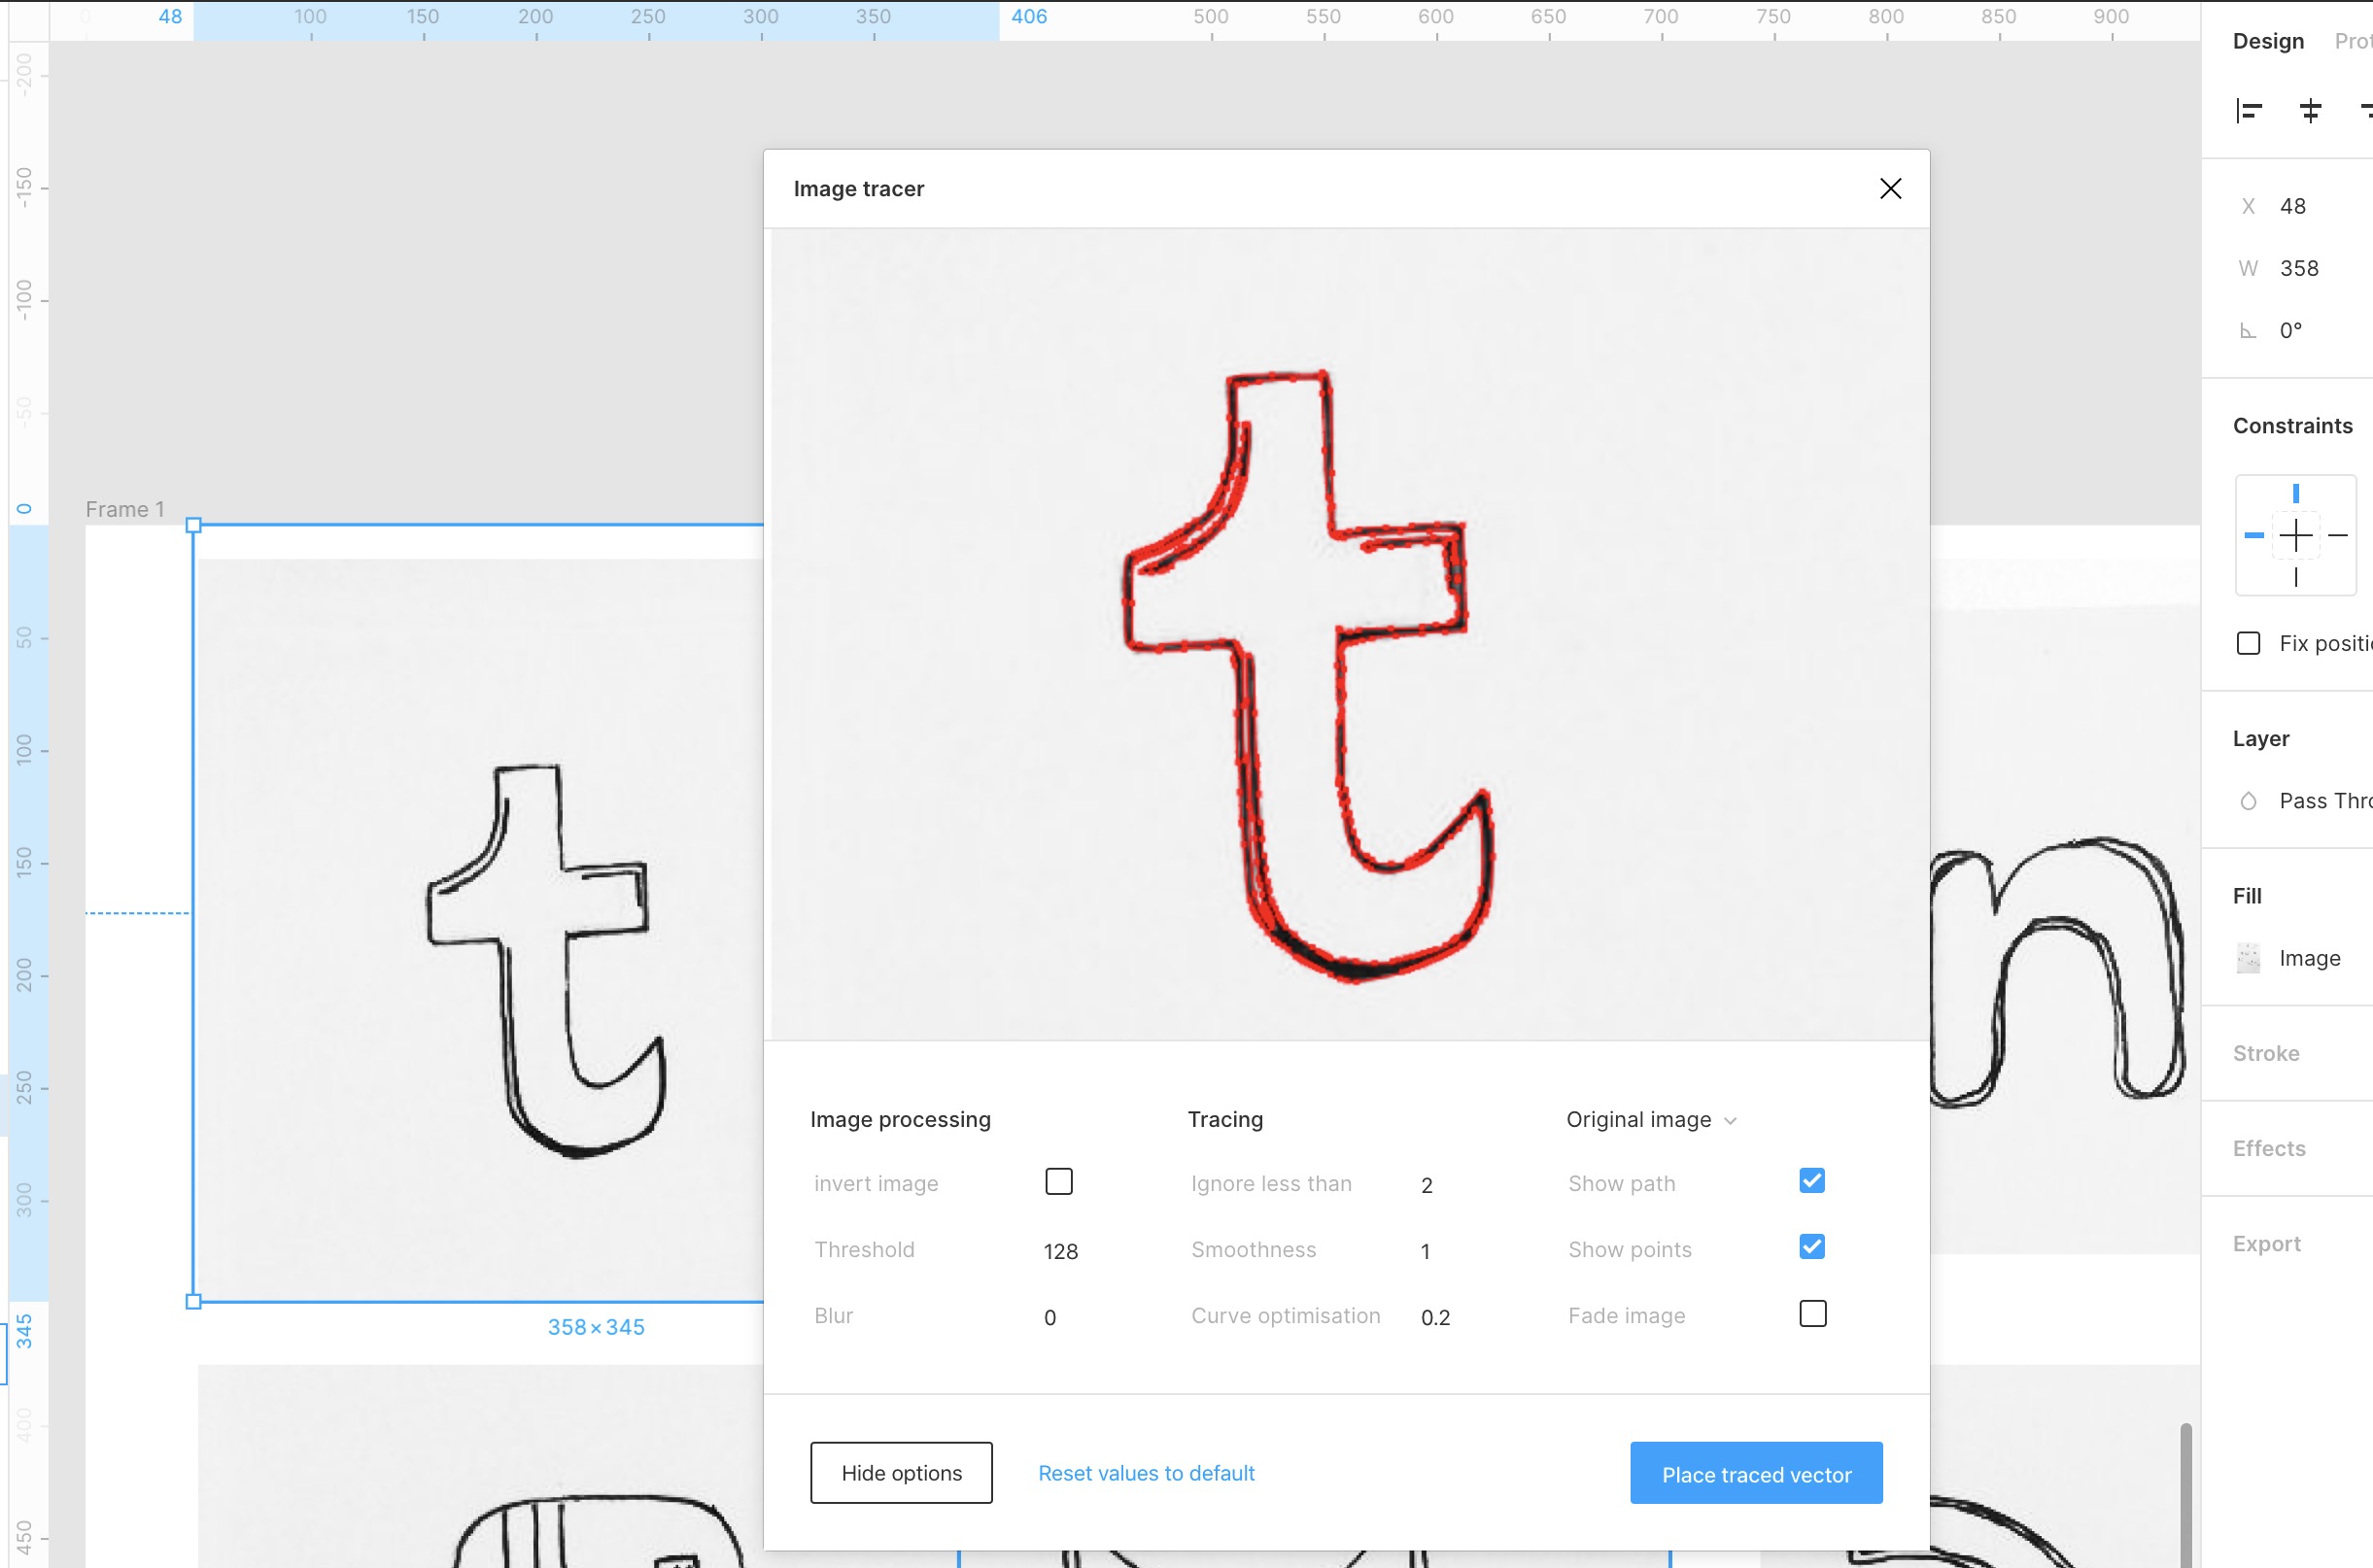 0 48 100 150 200 250 300 350 406 500 550 600 650 700 750 800 850 900
-200
-150
-100
-50
0
50
100
150
200
250
300
345
400
450
Frame 1
t
358×345
n
Image tracer
t
Image processing
invert image
Threshold 128
Blur 0
Tracing
Ignore less than 2
Smoothness 1
Curve optimisation 0.2
Original image
Show path
Show points
Fade image
Hide options Reset values to default Place traced vector
Design Prot
X 48
W 358
0°
Constraints
Fix positi
Layer
Pass Thro
Fill
Image
Stroke
Effects
Export